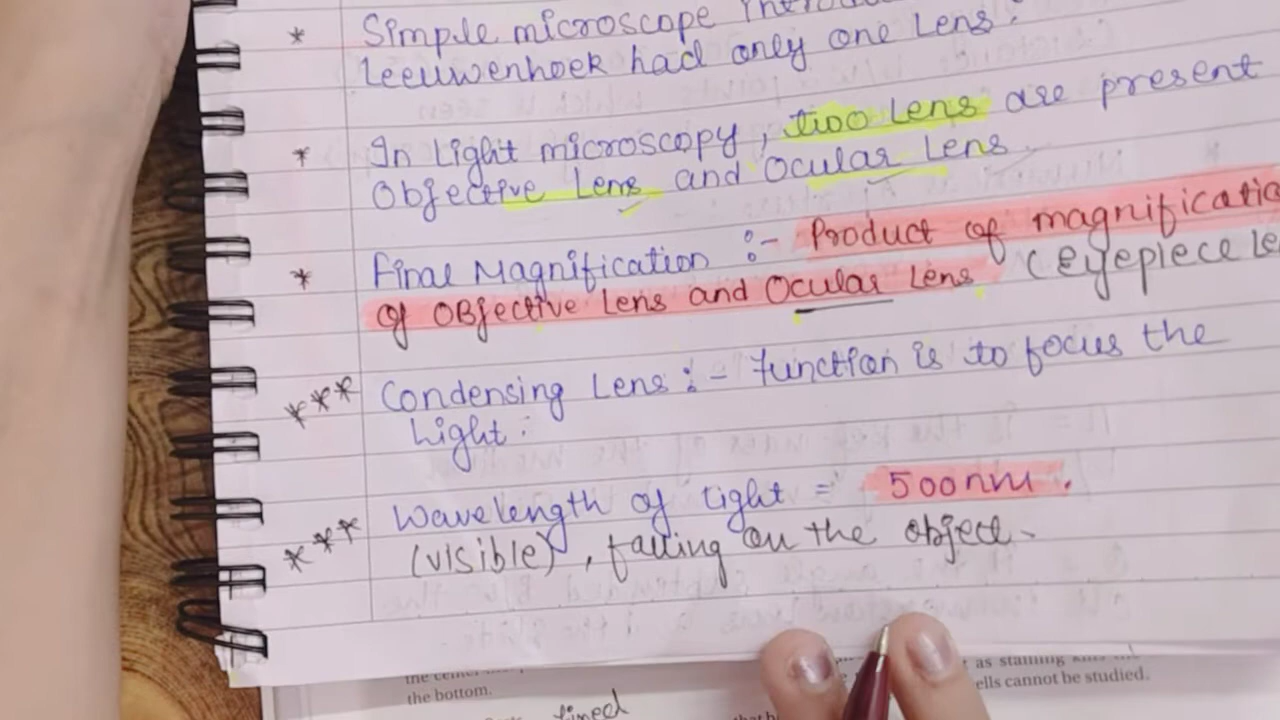 * Simple microscope
Leeuwenhoek had only one Lens.
* In Light microscopy, two Lens are present
Objective Lens and Ocular Lens.
* Final Magnification :- Product of magnificatio
of Objective Lens and Ocular Lens (eyepiece Le
*** Condensing Lens :- function is to focus the
Light.
*** Wavelength of light = 500nm.
(visible), falling on the object.
as staining
the bottom.
ells cannot be studied.